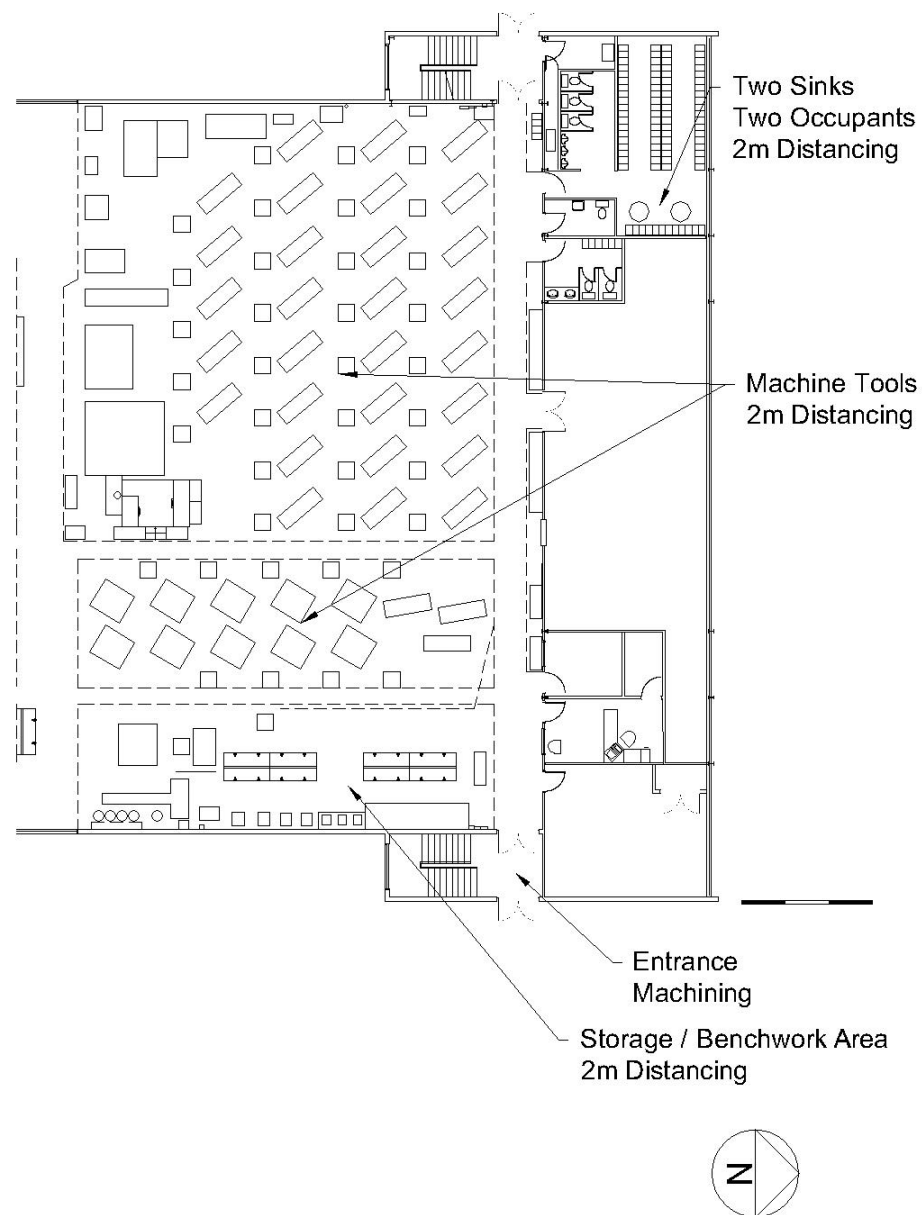 Two Sinks
Two Occupants
2m Distancing
Machine Tools
2m Distancing
Entrance
Machining
Storage / Benchwork Area
2m Distancing
N